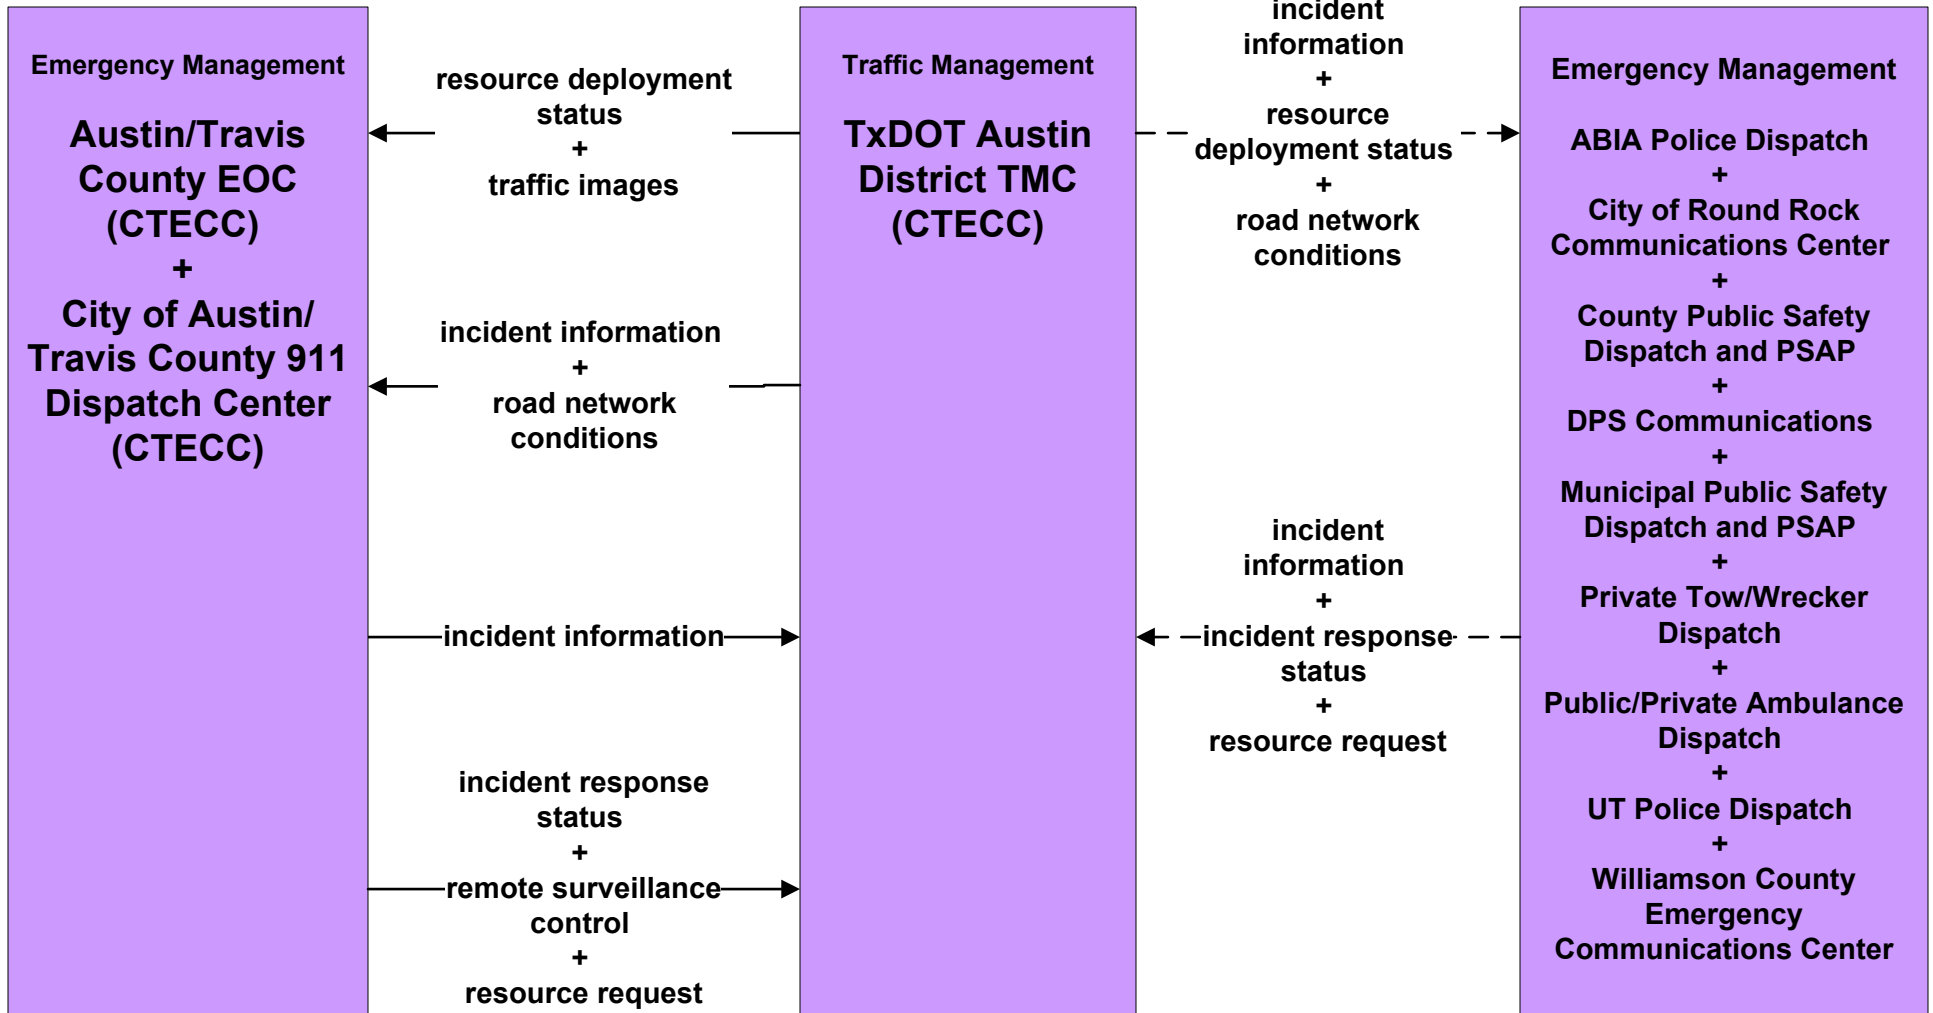 Emergency Management
Austin/Travis
County EOC
(CTECC)
+
City of Austin/
Travis County 911
Dispatch Center
(CTECC)
resource deployment
status
+
traffic images
incident information
+
road network
conditions
incident information
incident response
status
+
remote surveillance
control
+
resource request
Traffic Management
TxDOT Austin
District TMC
(CTECC)
incident
information
+
resource
deployment status
+
road network
conditions
incident
information
+
incident response
status
+
resource request
Emergency Management
ABIA Police Dispatch
+
City of Round Rock
Communications Center
+
County Public Safety
Dispatch and PSAP
+
DPS Communications
+
Municipal Public Safety
Dispatch and PSAP
+
Private Tow/Wrecker
Dispatch
+
Public/Private Ambulance
Dispatch
+
UT Police Dispatch
+
Williamson County
Emergency
Communications Center